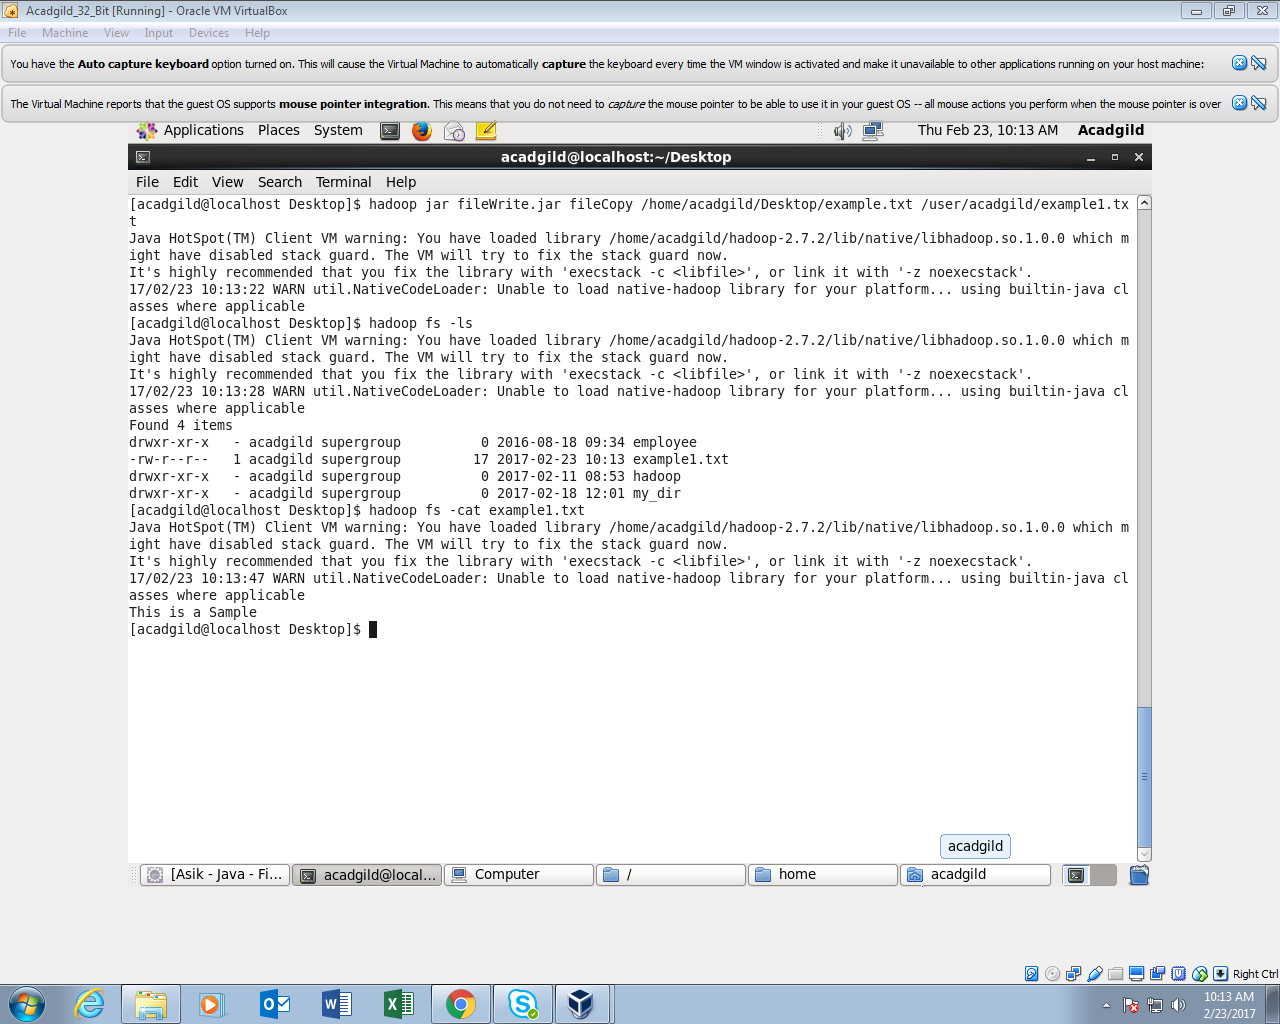 Acadgild_32_Bit [Running] - Oracle VM VirtualBox
File Machine View Input Devices Help
You have the Auto capture keyboard option turned on. This will cause the Virtual Machine to automatically capture the keyboard every time the VM window is activated and make it unavailable to other applications running on your host machine:
The Virtual Machine reports that the guest OS supports mouse pointer integration. This means that you do not need to capture the mouse pointer to be able to use it in your guest OS -- all mouse actions you perform when the mouse pointer is over
Applications Places System Thu Feb 23, 10:13 AM Acadgild
acadgild@localhost:~/Desktop
File Edit View Search Terminal Help
[acadgild@localhost Desktop]$ hadoop jar fileWrite.jar fileCopy /home/acadgild/Desktop/example.txt /user/acadgild/example1.tx
t
Java HotSpot(TM) Client VM warning: You have loaded library /home/acadgild/hadoop-2.7.2/lib/native/libhadoop.so.1.0.0 which m
ight have disabled stack guard. The VM will try to fix the stack guard now.
It's highly recommended that you fix the library with 'execstack -c <libfile>', or link it with '-z noexecstack'.
17/02/23 10:13:22 WARN util.NativeCodeLoader: Unable to load native-hadoop library for your platform... using builtin-java cl
asses where applicable
[acadgild@localhost Desktop]$ hadoop fs -ls
Java HotSpot(TM) Client VM warning: You have loaded library /home/acadgild/hadoop-2.7.2/lib/native/libhadoop.so.1.0.0 which m
ight have disabled stack guard. The VM will try to fix the stack guard now.
It's highly recommended that you fix the library with 'execstack -c <libfile>', or link it with '-z noexecstack'.
17/02/23 10:13:28 WARN util.NativeCodeLoader: Unable to load native-hadoop library for your platform... using builtin-java cl
asses where applicable
Found 4 items
drwxr-xr-x - acadgild supergroup 0 2016-08-18 09:34 employee
-rw-r--r-- 1 acadgild supergroup 17 2017-02-23 10:13 example1.txt
drwxr-xr-x - acadgild supergroup 0 2017-02-11 08:53 hadoop
drwxr-xr-x - acadgild supergroup 0 2017-02-18 12:01 my_dir
[acadgild@localhost Desktop]$ hadoop fs -cat example1.txt
Java HotSpot(TM) Client VM warning: You have loaded library /home/acadgild/hadoop-2.7.2/lib/native/libhadoop.so.1.0.0 which m
ight have disabled stack guard. The VM will try to fix the stack guard now.
It's highly recommended that you fix the library with 'execstack -c <libfile>', or link it with '-z noexecstack'.
17/02/23 10:13:47 WARN util.NativeCodeLoader: Unable to load native-hadoop library for your platform... using builtin-java cl
asses where applicable
This is a Sample
[acadgild@localhost Desktop]$
acadgild
[Asik - Java - Fi... acadgild@local... Computer / home acadgild
Right Ctrl
10:13 AM
2/23/2017